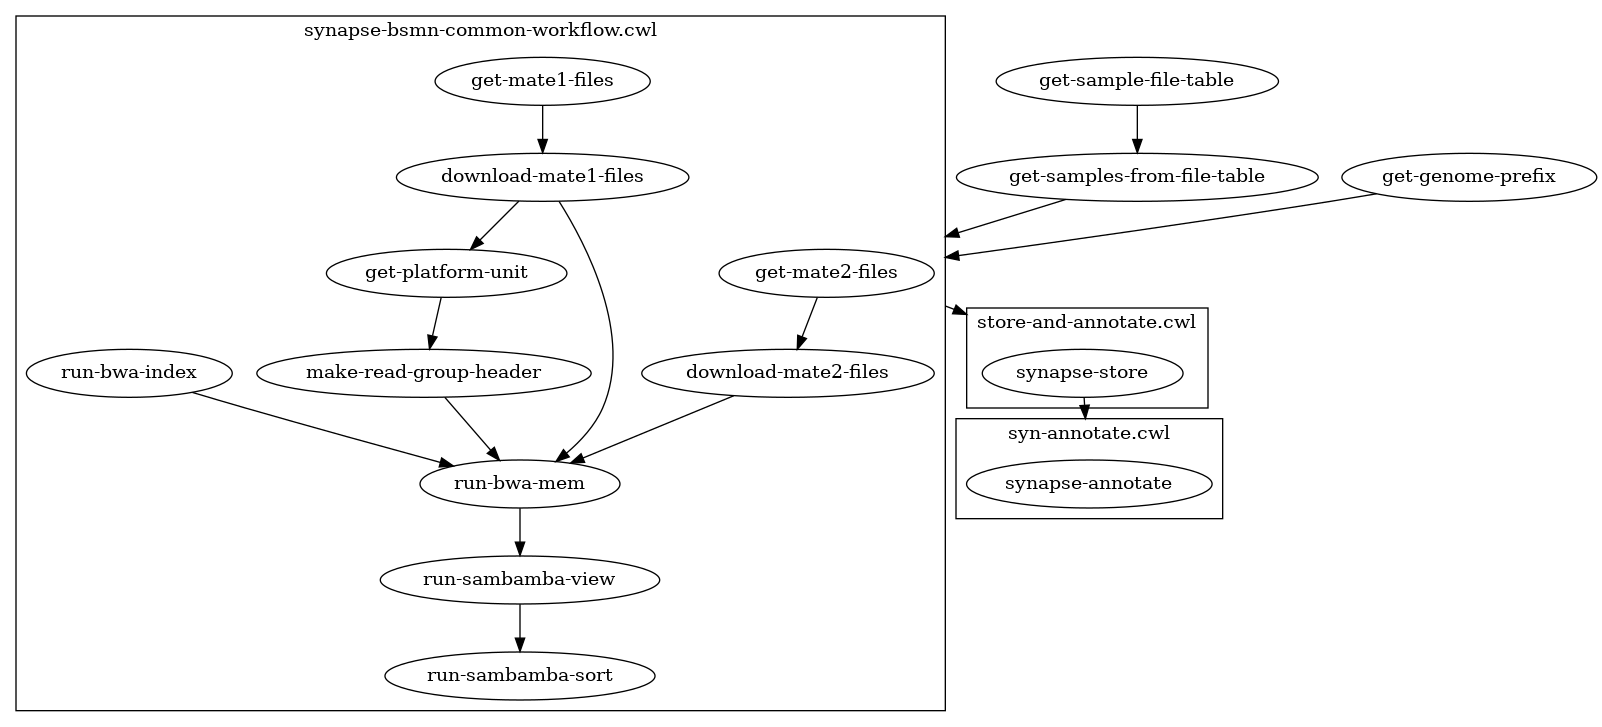 synapse-bsmn-common-workflow.cwl
get-mate1-files
get-sample-file-table
download-mate1-files
get-samples-from-file-table
get-genome-prefix
get-platform-unit
get-mate2-files
store-and-annotate.cwl
run-bwa-index
make-read-group-header
download-mate2-files
synapse-store
syn-annotate.cwl
run-bwa-mem
synapse-annotate
run-sambamba-view
run-sambamba-sort